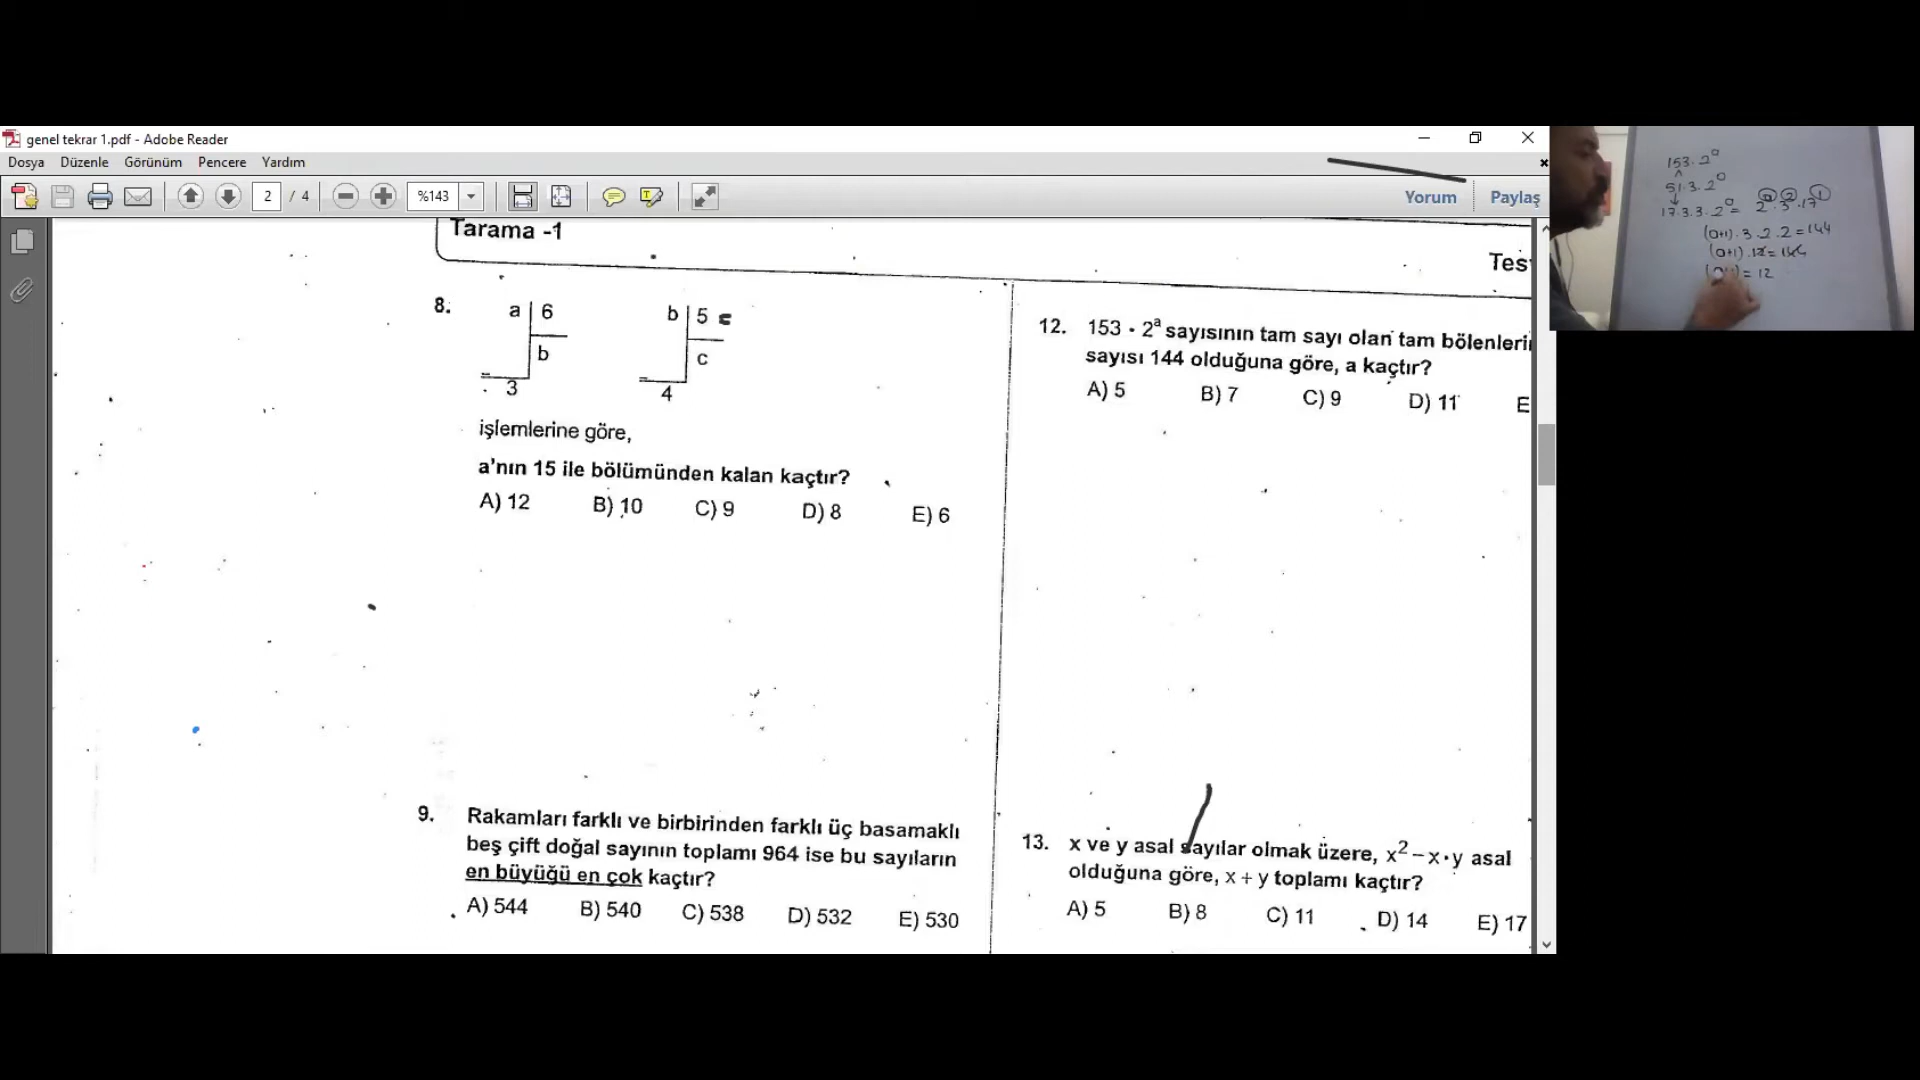 genel tekrar 1.pdf - Adobe Reader
Dosya Düzenle Görünüm Pencere Yardım
2 / 4 %143 Yorum Paylaş
Tarama -1
Tes
8. a 6 b 3
b 5 c 4
işlemlerine göre,
a'nın 15 ile bölümünden kalan kaçtır?
A) 12 B) 10 C) 9 D) 8 E) 6
9. Rakamları farklı ve birbirinden farklı üç basamaklı
beş çift doğal sayının toplamı 964 ise bu sayıların
en büyüğü en çok kaçtır?
A) 544 B) 540 C) 538 D) 532 E) 530
12. 153 · 2ᵃ sayısının tam sayı olan tam bölenleri
sayısı 144 olduğuna göre, a kaçtır?
A) 5 B) 7 C) 9 D) 11 E
13. x ve y asal sayılar olmak üzere, x² – x · y asal
olduğuna göre, x + y toplamı kaçtır?
A) 5 B) 8 C) 11 D) 14 E) 17
153. 2ᵃ
51.3.2ᵃ
17.3.3.2ᵃ = 2ᵃ.3².17¹
(a+1).3.2.2=144
(a+1).12=144
= 12